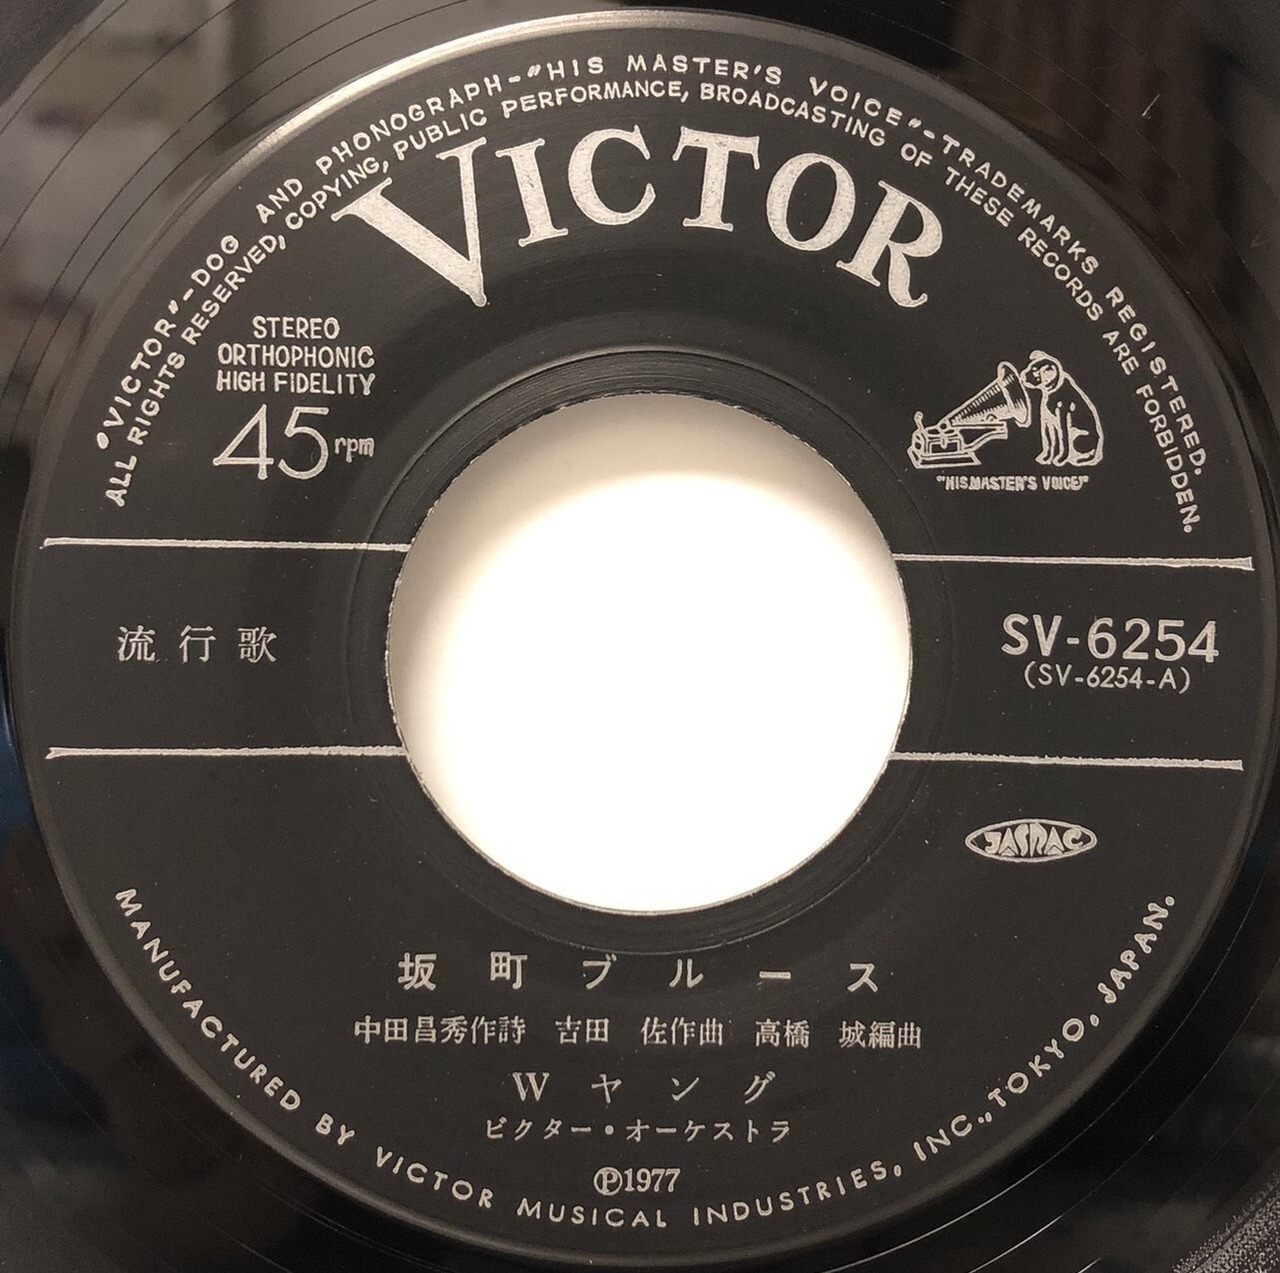 "VICTOR"-DOG AND PHONOGRAPH-"HIS MASTER'S VOICE"-TRADEMARKS REGISTERED.
ALL RIGHTS RESERVED, COPYING, PUBLIC PERFORMANCE, BROADCASTING OF THESE RECORDS ARE FORBIDDEN.
VICTOR
STEREO
ORTHOPHONIC
HIGH FIDELITY
45rpm
"HIS MASTER'S VOICE"
流行歌
SV-6254
(SV-6254-A)
JASRAC
坂町ブルース
中田昌秀作詩 吉田 佐作曲 高橋 城編曲
Wヤング
ビクター・オーケストラ
Ⓟ1977
MANUFACTURED BY VICTOR MUSICAL INDUSTRIES, INC., TOKYO, JAPAN.